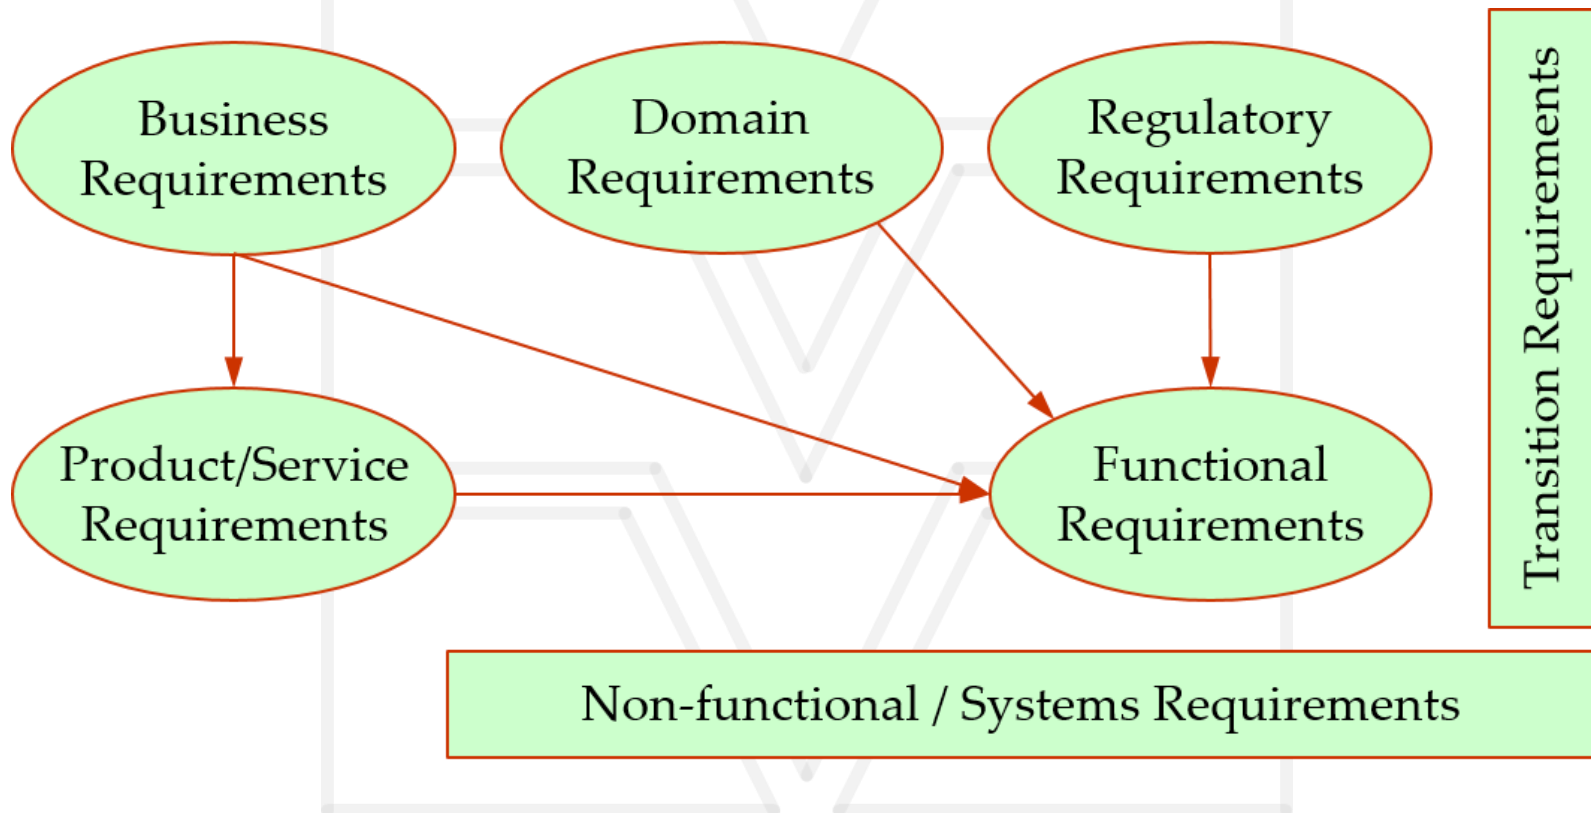 Business
Requirements
Domain
Requirements
Regulatory
Requirements
Transition Requirements
Product/Service
Requirements
Functional
Requirements
Non-functional / Systems Requirements